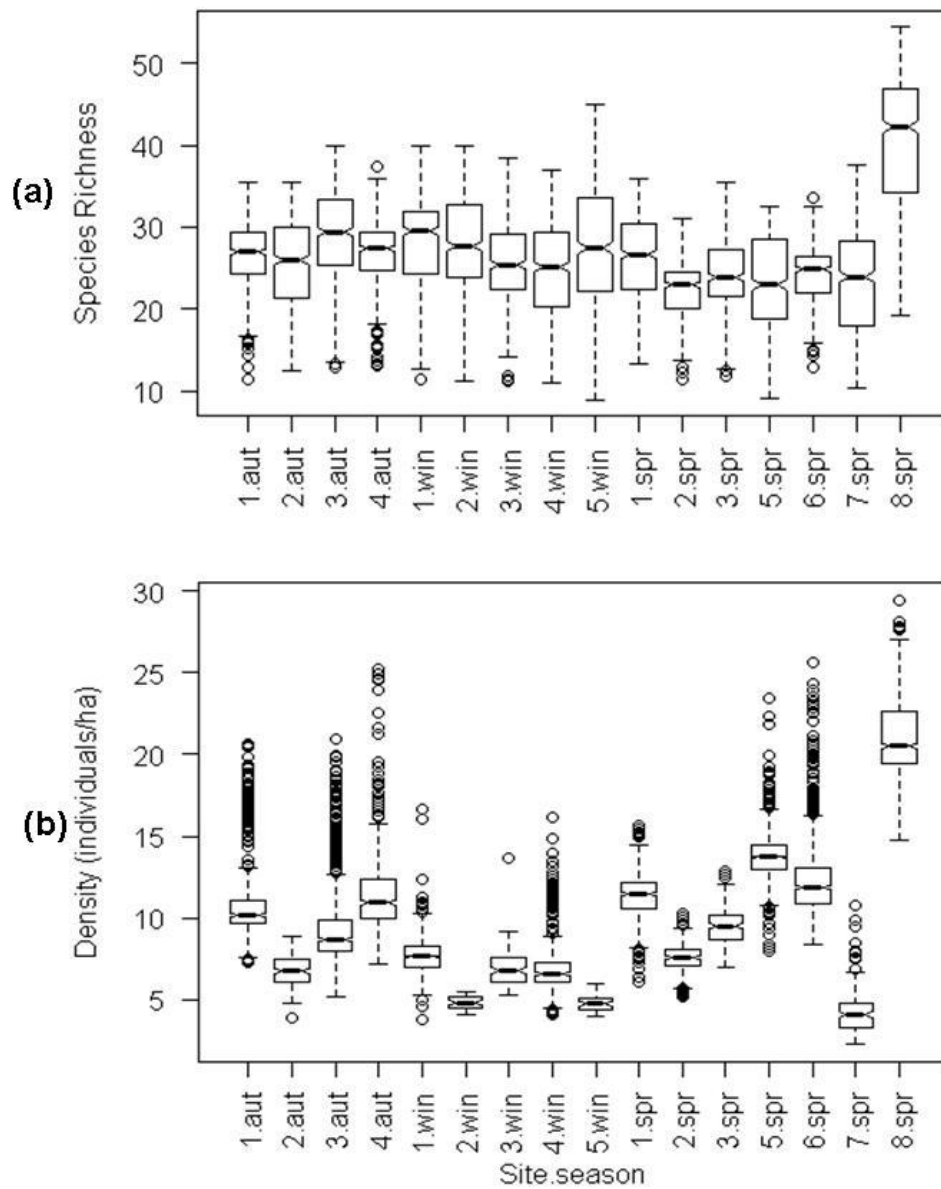 (a)
Species Richness
50
40
30
20
10
1.aut
2.aut
3.aut
4.aut
1.win
2.win
3.win
4.win
5.win
1.spr
2.spr
3.spr
5.spr
6.spr
7.spr
8.spr
(b)
Density (individuals/ha)
30
25
20
15
10
5
1.aut
2.aut
3.aut
4.aut
1.win
2.win
3.win
4.win
5.win
1.spr
2.spr
3.spr
5.spr
6.spr
7.spr
8.spr
Site.season